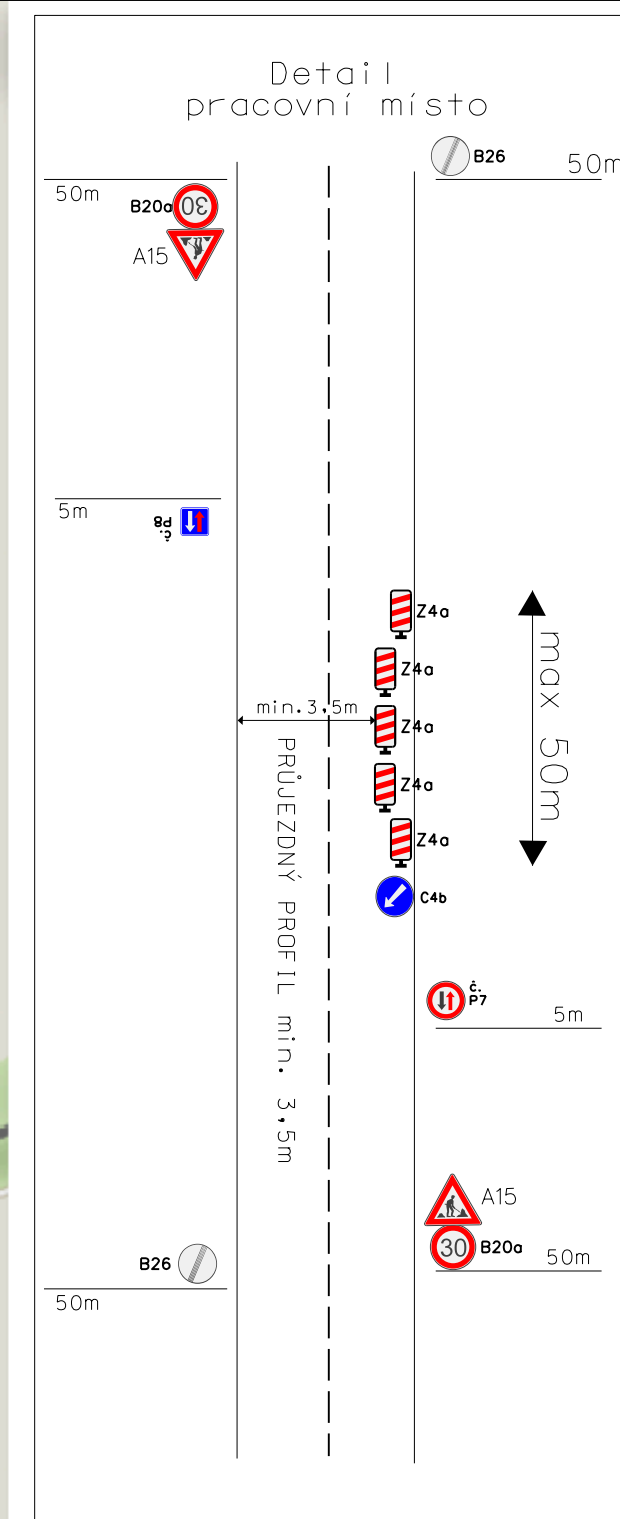 Detail
pracovní místo
B26
50m
50m
B20a
30
A15
5m
č.
P8
Z4a
Z4a
min.3,5m
Z4a
Z4a
Z4a
max 50m
PRŮJEZDNÝ PROFIL min. 3,5m
C4b
č.
P7
5m
A15
30
B20a
50m
B26
50m